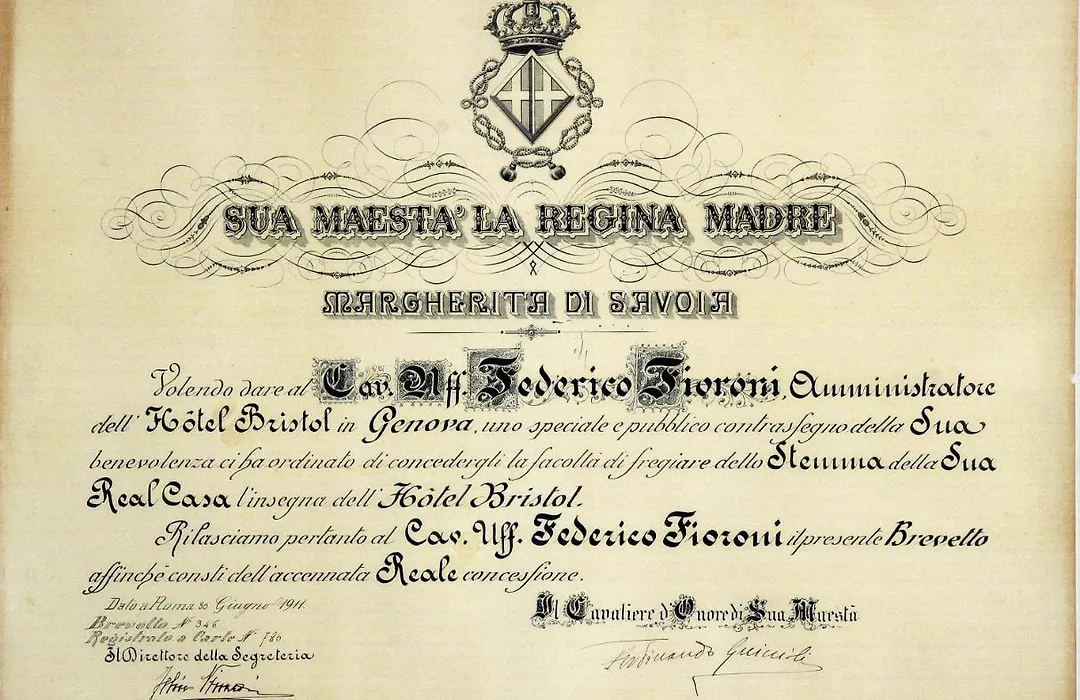 SUA MAESTA' LA REGINA MADRE
MARGHERITA DI SAVOIA
Volendo dare al Cav. Uff. Federico Fioroni, Amministratore
dell' Hôtel Bristol in Genova, uno speciale e pubblico contrassegno della Sua
benevolenza ci ha ordinato di concedergli la facoltà di fregiare dello Stemma della Sua
Real Casa l'insegna dell' Hôtel Bristol.
Rilasciamo pertanto al Cav. Uff. Federico Fioroni il presente Brevetto
affinchè consti dell'accennata Reale concessione.
Dato a Roma 30 Giugno 1911.
Brevetto N° 346
Registrato a Carte N° 720
Il Direttore della Segreteria
Il Cavaliere d'Onore di Sua Maestà
Ferdinando